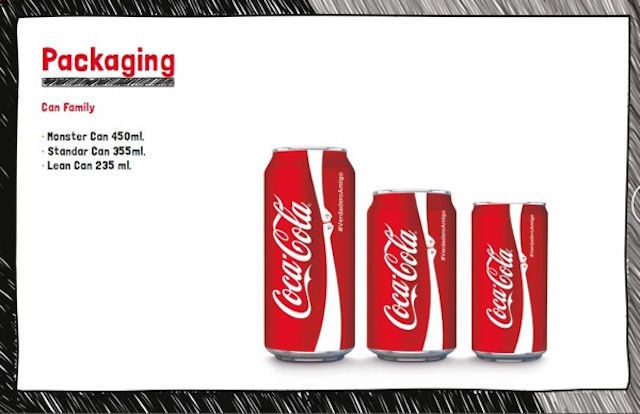 Packaging
Can Family
· Monster Can 450ml.
· Standar Can 355ml.
· Lean Can 235 ml.
Coca-Cola
#VerdaderoAmigo
Coca-Cola
#VerdaderoAmigo
Coca-Cola
#VerdaderoAmigo